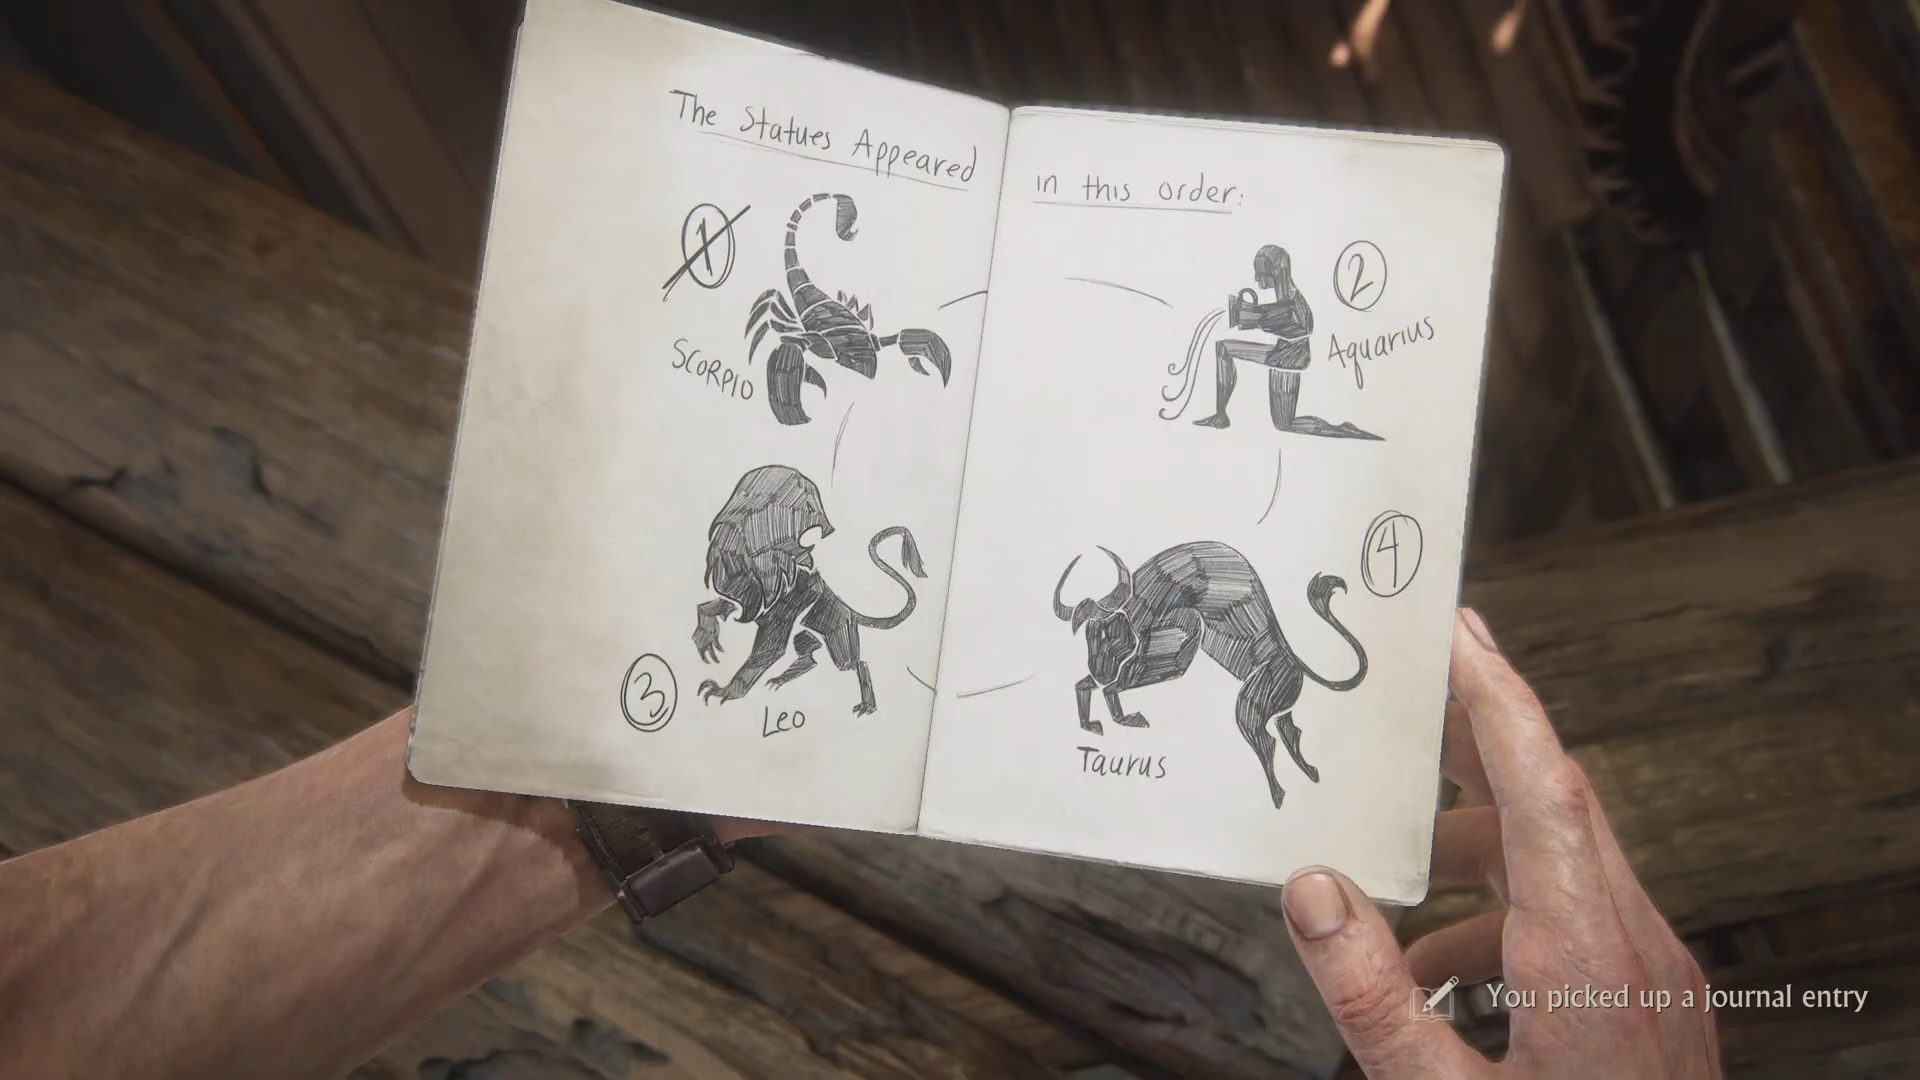 The Statues Appeared
in this order:
1
Scorpio
2
Aquarius
3
Leo
4
Taurus
You picked up a journal entry